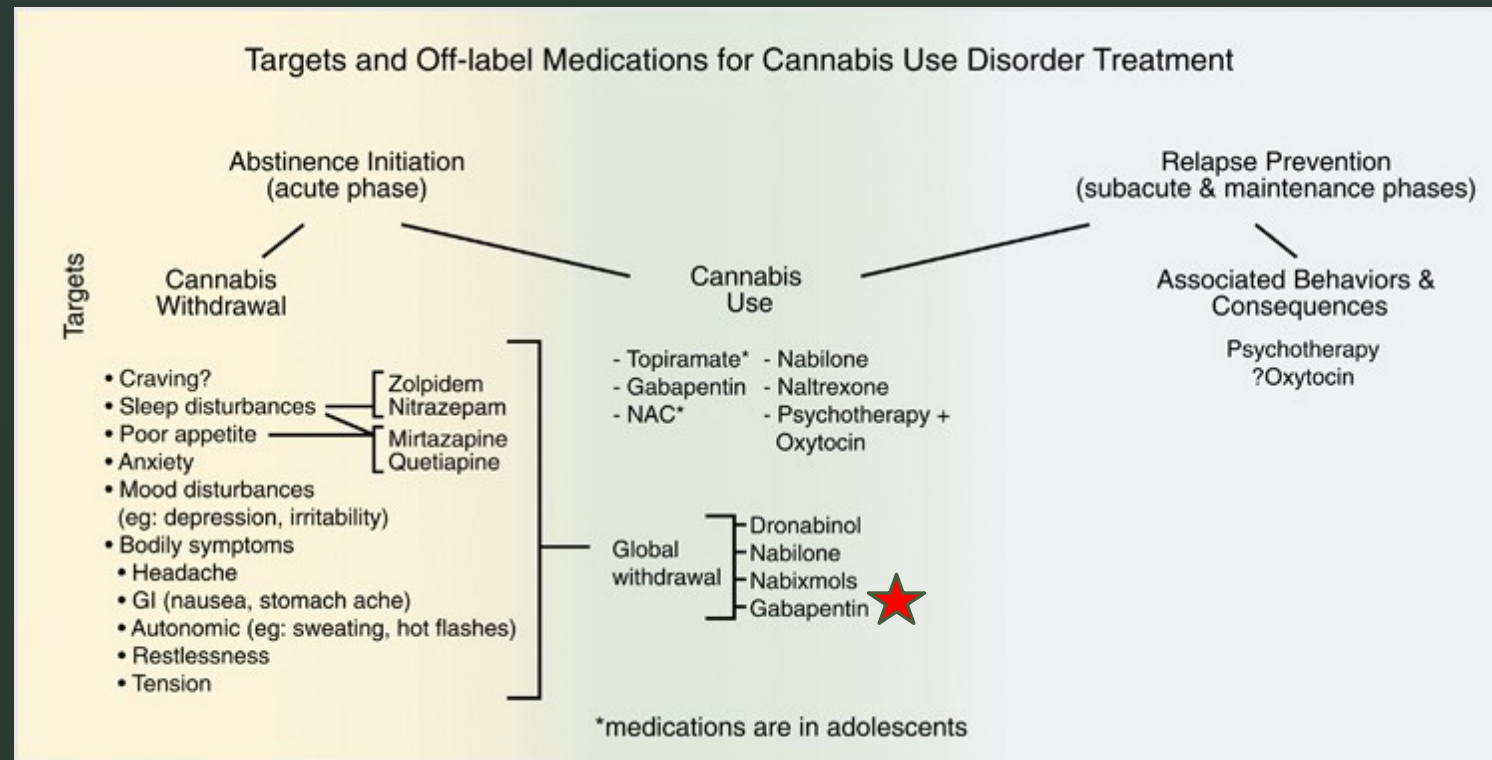 Targets and Off-label Medications for Cannabis Use Disorder Treatment
Abstinence Initiation
(acute phase)
Relapse Prevention
(subacute & maintenance phases)
Targets
Cannabis
Withdrawal
Cannabis
Use
Associated Behaviors &
Consequences
Psychotherapy
?Oxytocin
• Craving?
• Sleep disturbances
• Poor appetite
• Anxiety
• Mood disturbances
(eg: depression, irritability)
• Bodily symptoms
• Headache
• GI (nausea, stomach ache)
• Autonomic (eg: sweating, hot flashes)
• Restlessness
• Tension
Zolpidem
Nitrazepam
Mirtazapine
Quetiapine
- Topiramate*
- Gabapentin
- NAC*
- Nabilone
- Naltrexone
- Psychotherapy +
Oxytocin
Global
withdrawal
Dronabinol
Nabilone
Nabixmols
Gabapentin
*medications are in adolescents